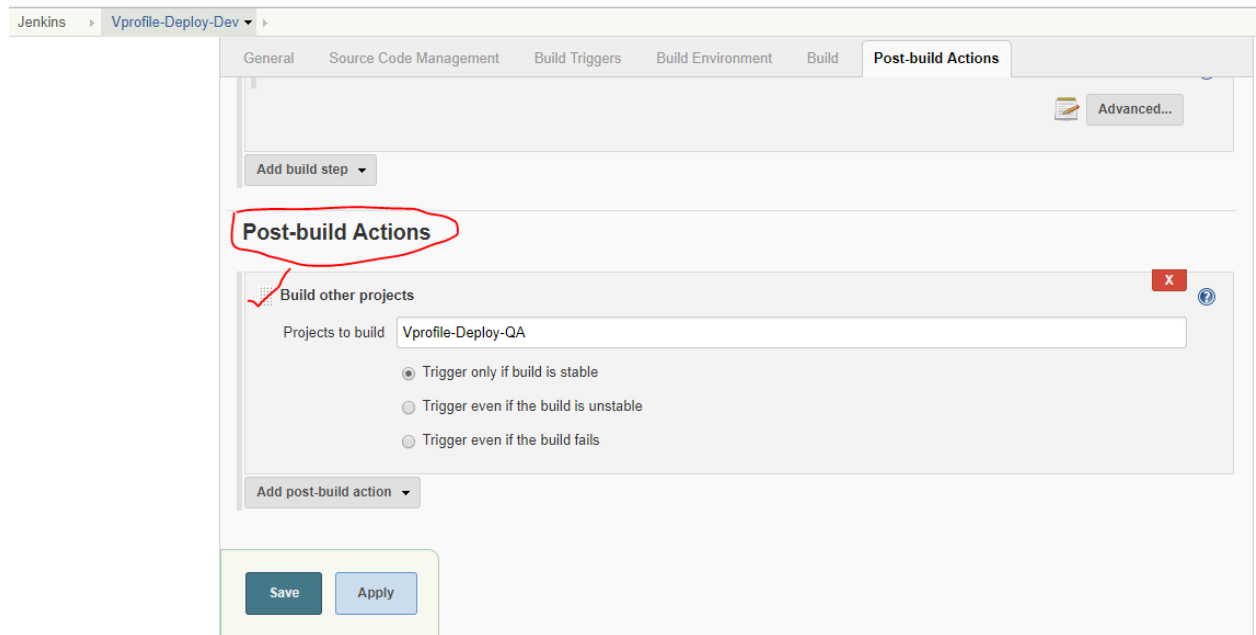 Jenkins Vprofile-Deploy-Dev
General Source Code Management Build Triggers Build Environment Build Post-build Actions
Advanced...
Add build step
Post-build Actions
X
Build other projects
Projects to build Vprofile-Deploy-QA
Trigger only if build is stable
Trigger even if the build is unstable
Trigger even if the build fails
Add post-build action
Save Apply